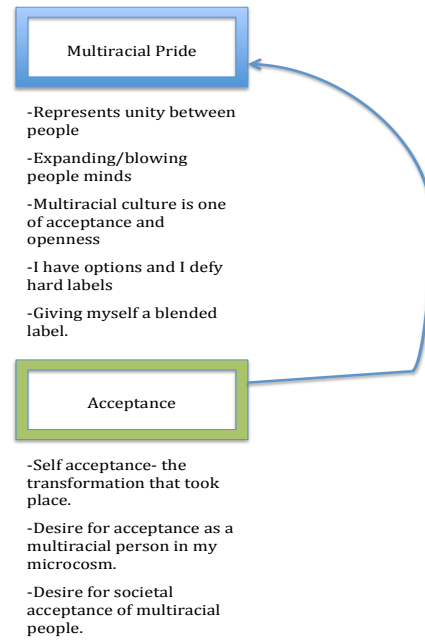 Multiracial Pride
-Represents unity between
people
-Expanding/blowing
people minds
-Multiracial culture is one
of acceptance and
openness
-I have options and I defy
hard labels
-Giving myself a blended
label.
Acceptance
-Self acceptance- the
transformation that took
place.
-Desire for acceptance as a
multiracial person in my
microcosm.
-Desire for societal
acceptance of multiracial
people.